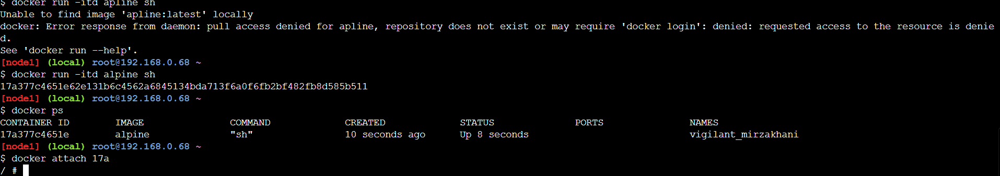 $ docker run -itd apline sh
Unable to find image 'apline:latest' locally
docker: Error response from daemon: pull access denied for apline, repository does not exist or may require 'docker login': denied: requested access to the resource is denie
d.
See 'docker run --help'.
[node1] (local) root@192.168.0.68 ~
$ docker run -itd alpine sh
17a377c4651e62e131b6c4562a6845134bda713f6a0f6fb2bf482fb8d585b511
[node1] (local) root@192.168.0.68 ~
$ docker ps
CONTAINER ID IMAGE COMMAND CREATED STATUS PORTS NAMES
17a377c4651e alpine "sh" 10 seconds ago Up 8 seconds vigilant_mirzakhani
[node1] (local) root@192.168.0.68 ~
$ docker attach 17a
/ #